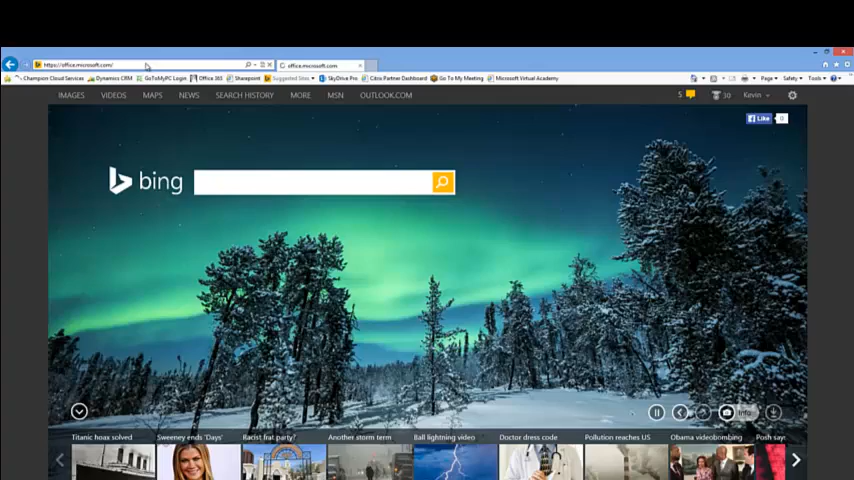 https://office.microsoft.com/
office.microsoft.com
Champion Cloud Services
Dynamics CRM
GoToMyPC Login
Office 365
Sharepoint
Suggested Sites
SkyDrive Pro
Citrix Partner Dashboard
Go To My Meeting
Microsoft Virtual Academy
Page
Safety
Tools
IMAGES
VIDEOS
MAPS
NEWS
SEARCH HISTORY
MORE
MSN
OUTLOOK.COM
5
30
Kevin
Like
0
bing
Info
Titanic hoax solved
Sweeney ends 'Days'
Racist frat party?
Another storm term
Ball lightning video
Doctor dress code
Pollution reaches US
Obama videobombing
Posh says